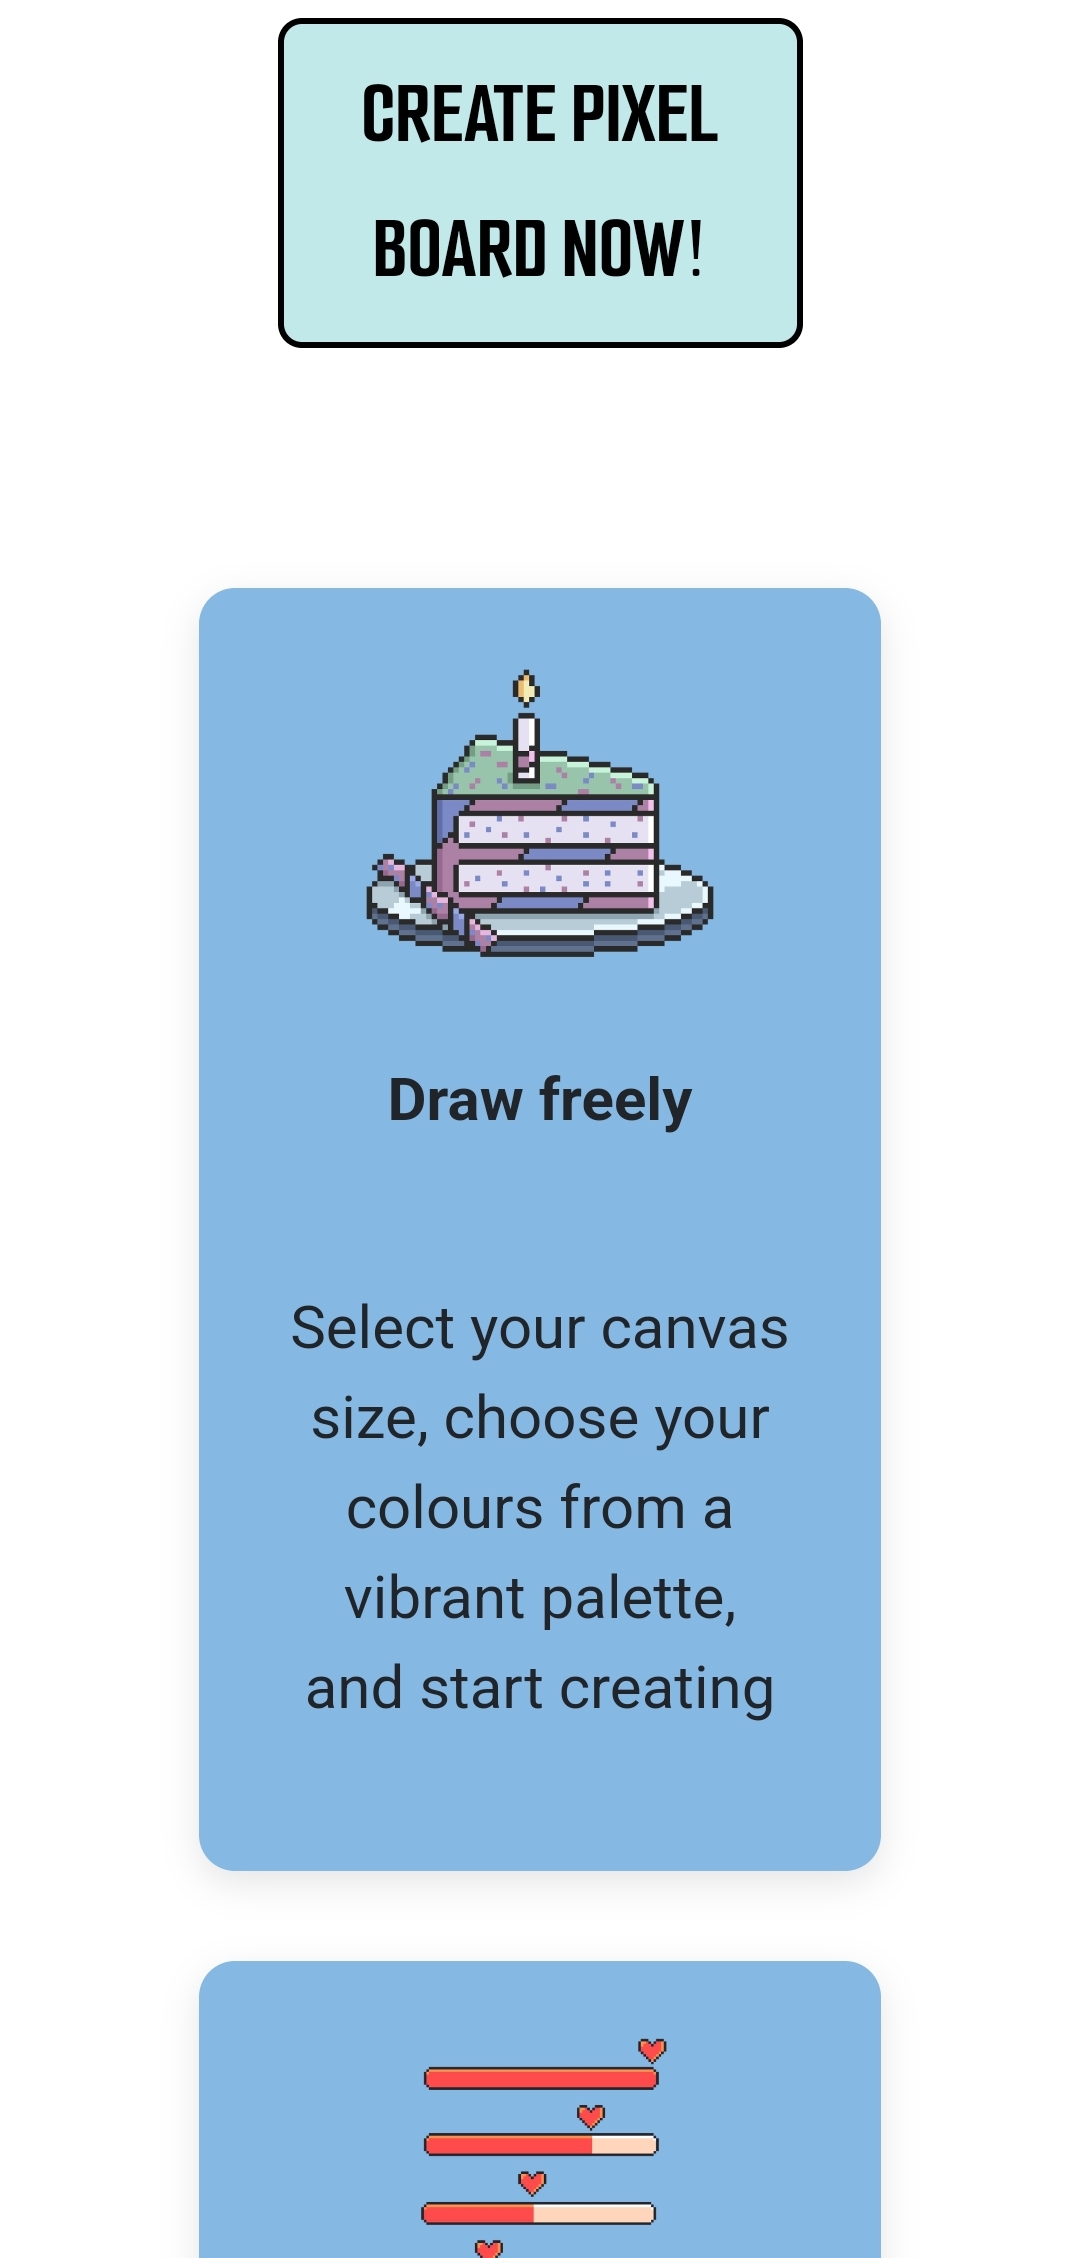 CREATE PIXEL
BOARD NOW!
Draw freely
Select your canvas
size, choose your
colours from a
vibrant palette,
and start creating